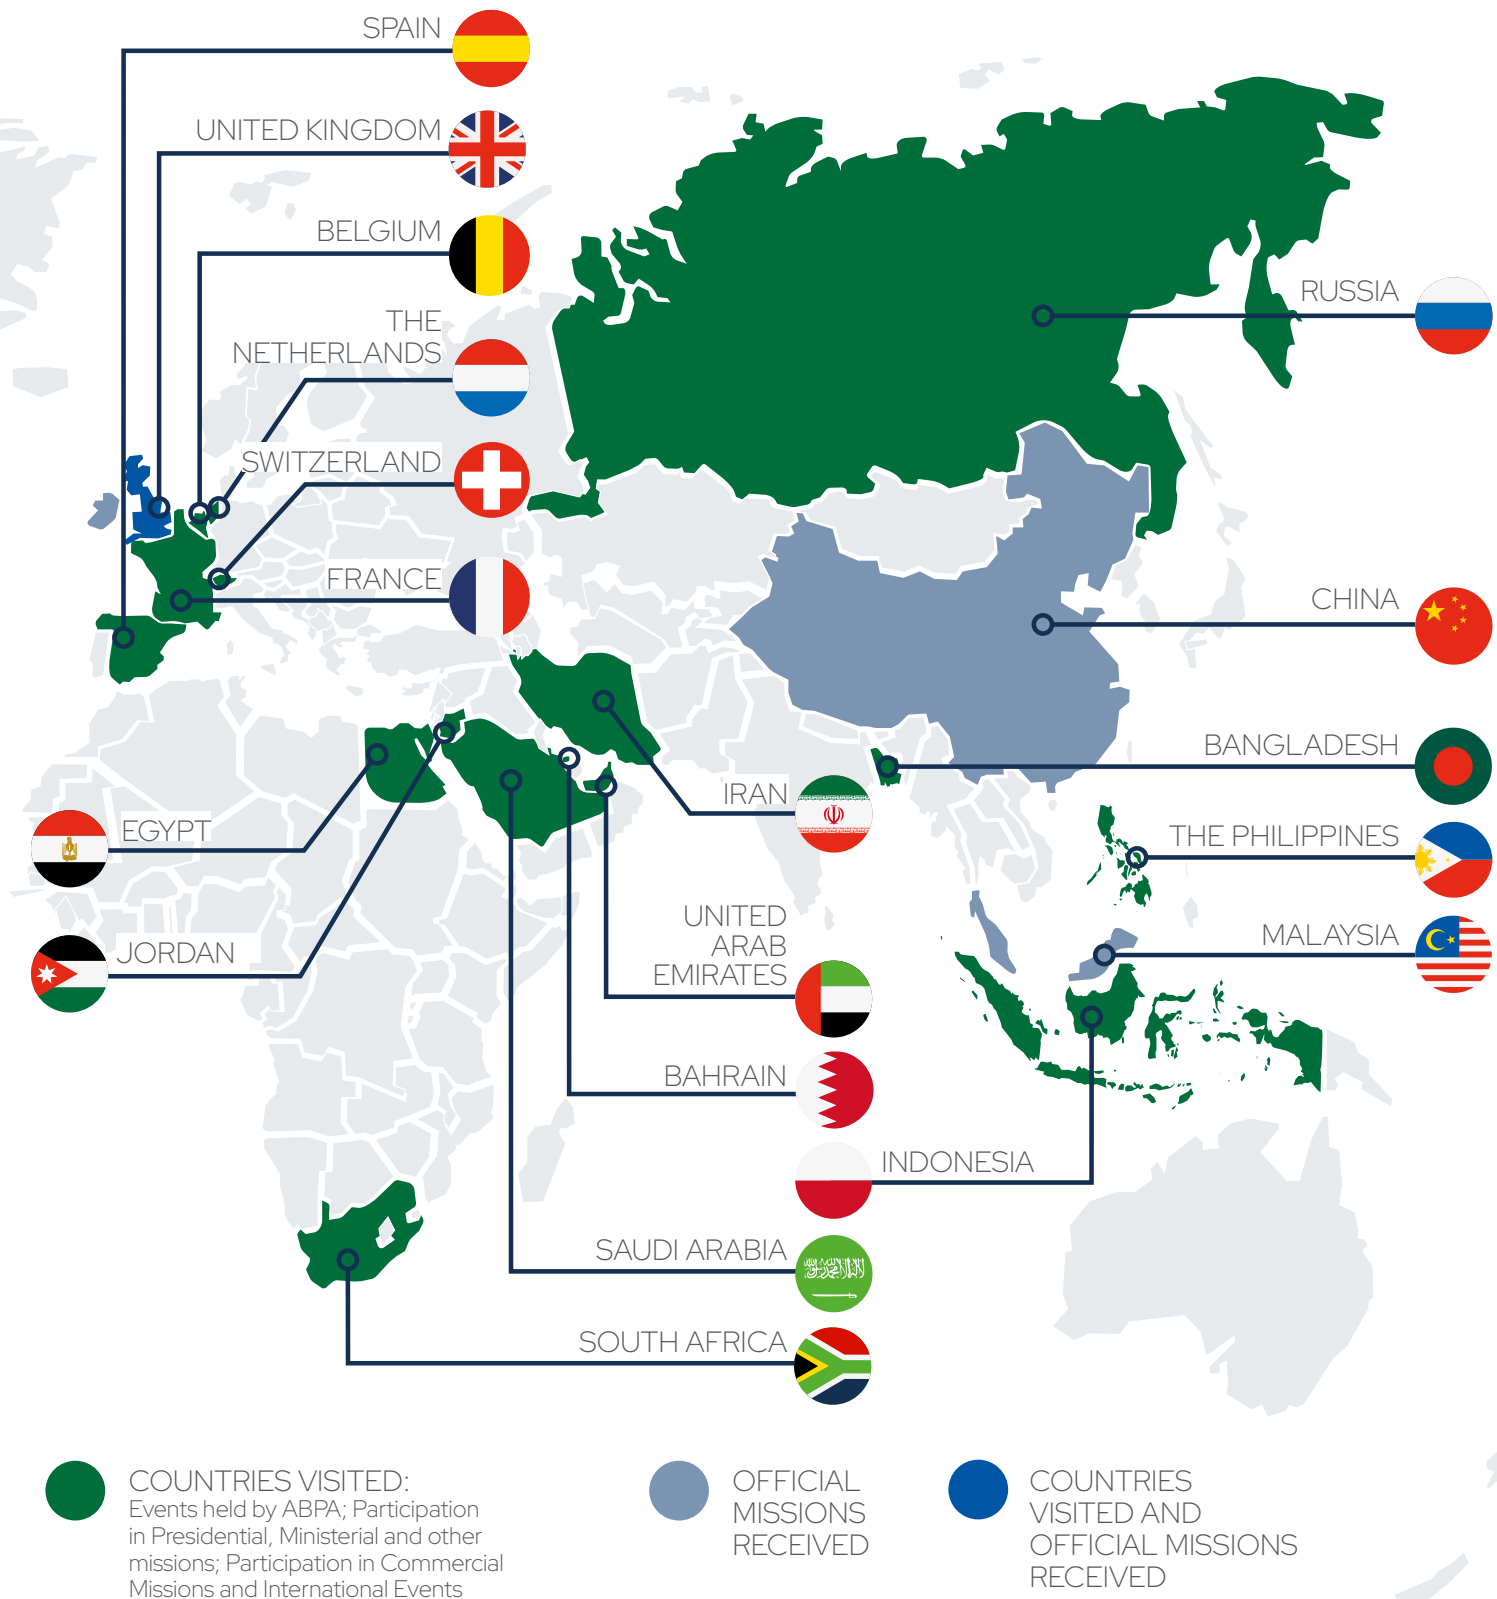 SPAIN
UNITED KINGDOM
BELGIUM
THE
NETHERLANDS
SWITZERLAND
FRANCE
RUSSIA
CHINA
BANGLADESH
THE PHILIPPINES
MALAYSIA
IRAN
EGYPT
JORDAN
UNITED
ARAB
EMIRATES
BAHRAIN
INDONESIA
SAUDI ARABIA
SOUTH AFRICA
COUNTRIES VISITED:
Events held by ABPA; Participation
in Presidential, Ministerial and other
missions; Participation in Commercial
Missions and International Events
OFFICIAL
MISSIONS
RECEIVED
COUNTRIES
VISITED AND
OFFICIAL MISSIONS
RECEIVED